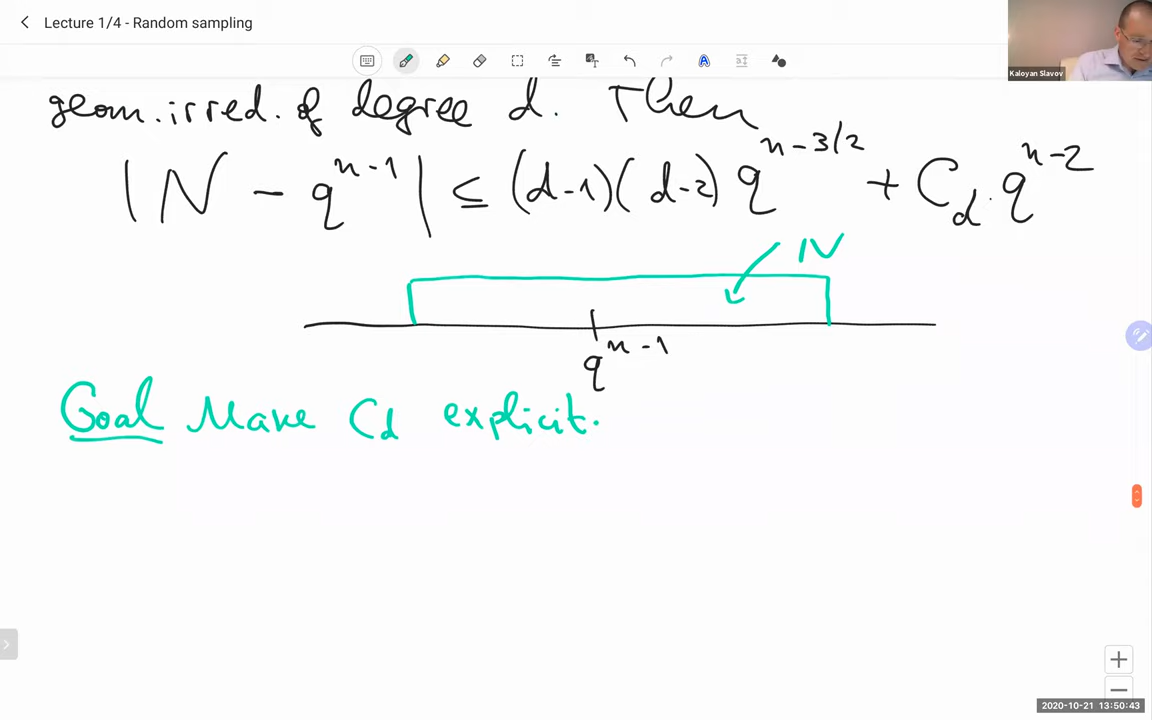 Lecture 1/4 - Random sampling
Kaloyan Slavov
geom. irred. of degree d. Then
|N - q^{n-1}| ≤ (d-1)(d-2) q^{n-3/2} + C_d · q^{n-2}
N
q^{n-1}
Goal Make C_d explicit.
2020-10-21 13:50:43